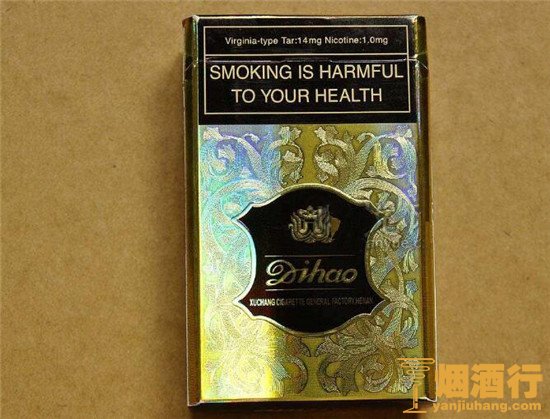 Virginia-type Tar:14mg Nicotine:1.0mg
SMOKING IS HARMFUL
TO YOUR HEALTH
Dihao
XUCHANG CIGARETTE GENERAL FACTORY.HENAN
烟酒行
yanjiuhang.com